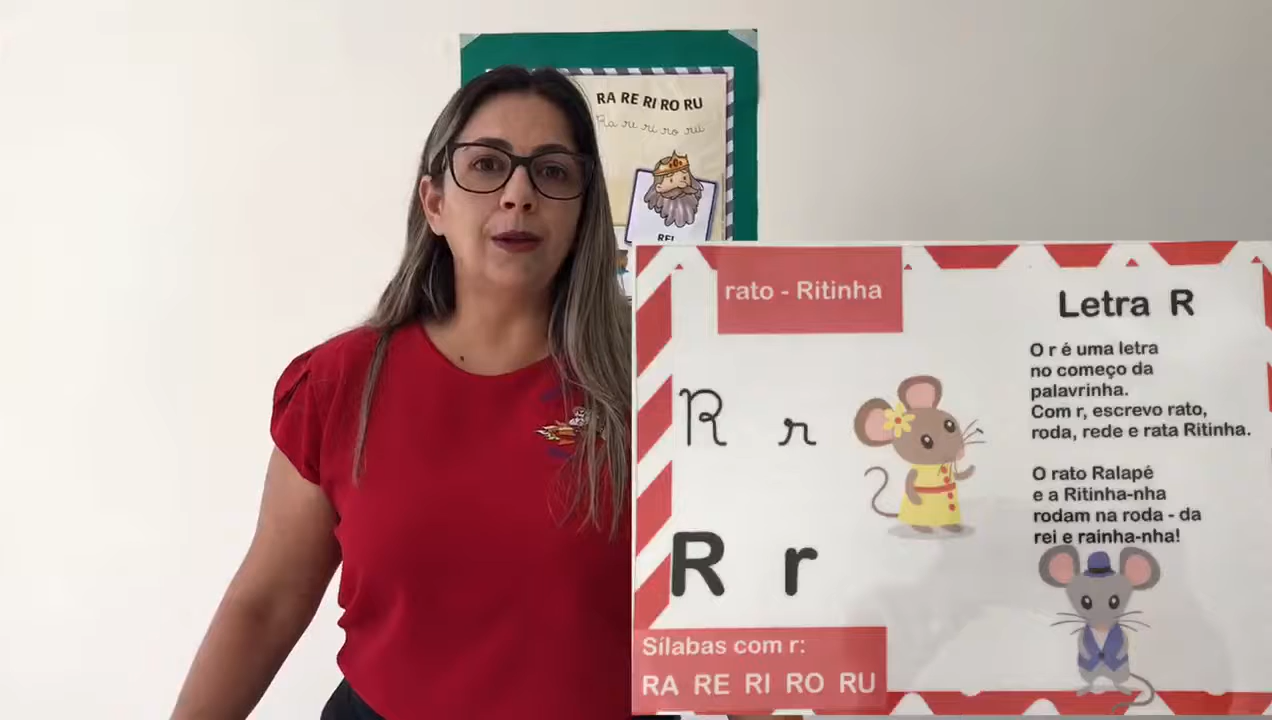 RA RE RI RO RU
Ra re ri ro ru
REI
rato - Ritinha
Letra R
O r é uma letra
no começo da
palavrinha.
Com r, escrevo rato,
roda, rede e rata Ritinha.
O rato Ralapé
e a Ritinha-nha
rodam na roda - da
rei e rainha-nha!
R r
R r
Sílabas com r:
RA RE RI RO RU